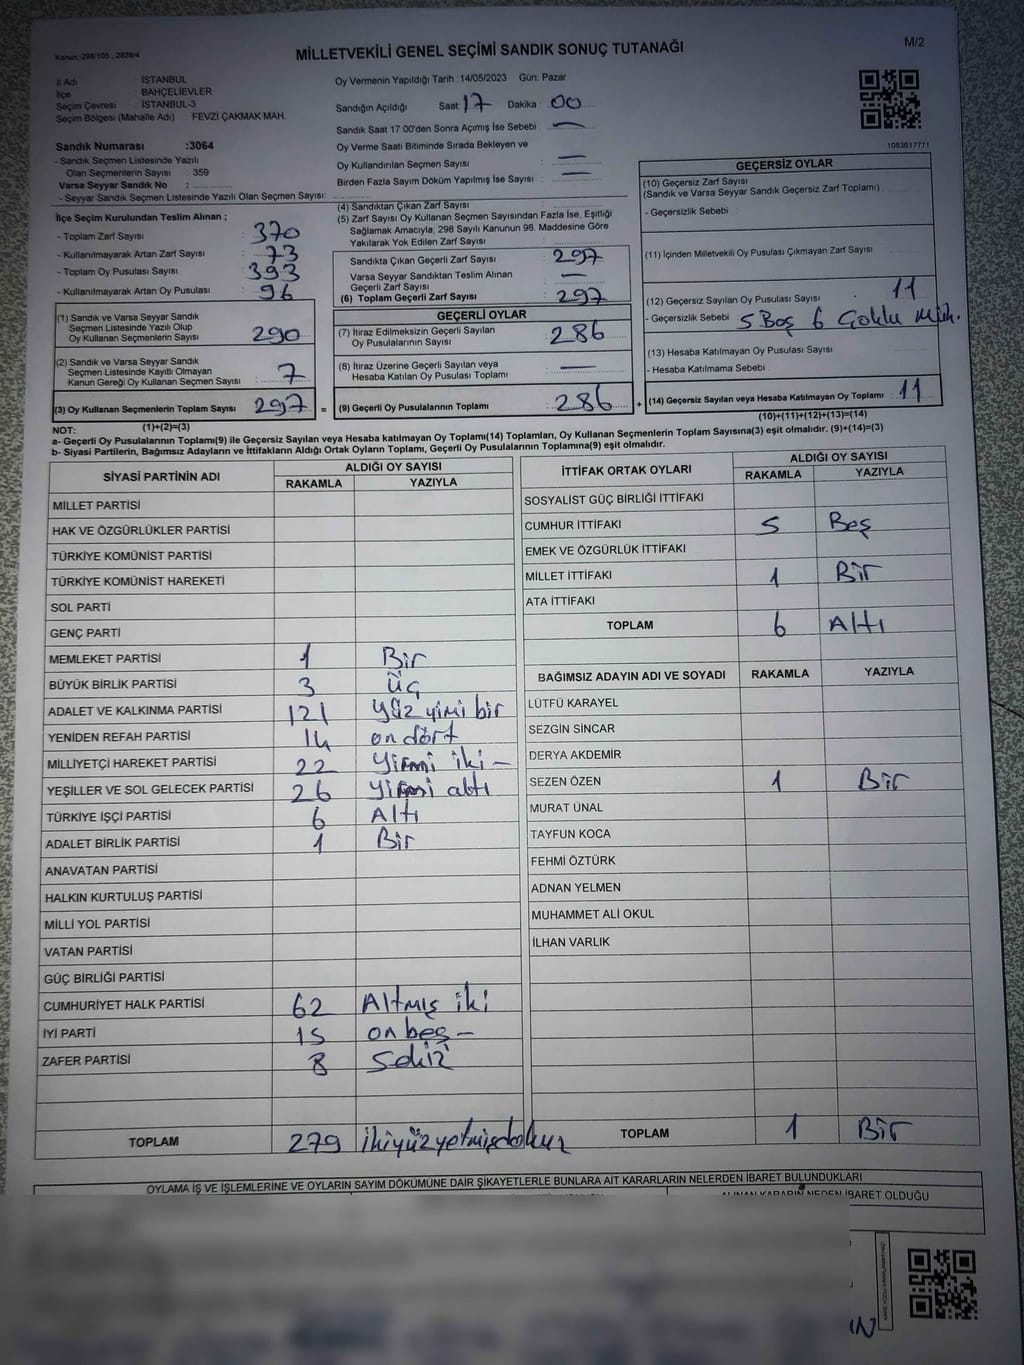 Kanun: 298/105 , 2839/4
MİLLETVEKİLİ GENEL SEÇİMİ SANDIK SONUÇ TUTANAĞI
M/2
İl Adı : İSTANBUL
İlçe : BAHÇELİEVLER
Seçim Çevresi : İSTANBUL-3
Seçim Bölgesi (Mahalle Adı) : FEVZİ ÇAKMAK MAH.
Oy Vermenin Yapıldığı Tarih : 14/05/2023 Gün: Pazar
Sandığın Açıldığı Saat 17 Dakika : 00
Sandık Saat 17:00'den Sonra Açılmış İse Sebebi : —
Oy Verme Saati Bitiminde Sırada Bekleyen ve
Oy Kullandırılan Seçmen Sayısı : —
Birden Fazla Sayım Döküm Yapılmış İse Sayısı : —
1083617771
Sandık Numarası :3064
- Sandık Seçmen Listesinde Yazılı
Olan Seçmenlerin Sayısı : 359
Varsa Seyyar Sandık No :
- Seyyar Sandık Seçmen Listesinde Yazılı Olan Seçmen Sayısı:
İlçe Seçim Kurulundan Teslim Alınan ;
- Toplam Zarf Sayısı : 370
- Kullanılmayarak Artan Zarf Sayısı : 73
- Toplam Oy Pusulası Sayısı : 393
- Kullanılmayarak Artan Oy Pusulası : 96
(1) Sandık ve Varsa Seyyar Sandık
Seçmen Listesinde Yazılı Olup
Oy Kullanan Seçmenlerin Sayısı : 290
(2) Sandık ve Varsa Seyyar Sandık
Seçmen Listesinde Kayıtlı Olmayan
Kanun Gereği Oy Kullanan Seçmen Sayısı : 7
(3) Oy Kullanan Seçmenlerin Toplam Sayısı : 297 =
(1)+(2)=(3)
(4) Sandıktan Çıkan Zarf Sayısı :
(5) Zarf Sayısı Oy Kullanan Seçmen Sayısından Fazla İse, Eşitliği
Sağlamak Amacıyla, 298 Sayılı Kanunun 98. Maddesine Göre
Yakılarak Yok Edilen Zarf Sayısı :
Sandıkta Çıkan Geçerli Zarf Sayısı : 297
Varsa Seyyar Sandıktan Teslim Alınan
Geçerli Zarf Sayısı : —
(6) Toplam Geçerli Zarf Sayısı : 297
GEÇERLİ OYLAR
(7) İtiraz Edilmeksizin Geçerli Sayılan
Oy Pusulalarının Sayısı : 286
(8) İtiraz Üzerine Geçerli Sayılan veya
Hesaba Katılan Oy Pusulası Toplamı : —
(9) Geçerli Oy Pusulalarının Toplamı : 286 +
GEÇERSİZ OYLAR
(10) Geçersiz Zarf Sayısı
(Sandık ve Varsa Seyyar Sandık Geçersiz Zarf Toplamı) :
- Geçersizlik Sebebi :
(11) İçinden Milletvekili Oy Pusulası Çıkmayan Zarf Sayısı :
(12) Geçersiz Sayılan Oy Pusulası Sayısı : 11
- Geçersizlik Sebebi : 5 Boş 6 Çoklu Müh.
(13) Hesaba Katılmayan Oy Pusulası Sayısı :
- Hesaba Katılmama Sebebi :
(14) Geçersiz Sayılan veya Hesaba Katılmayan Oy Toplamı : 11
(10)+(11)+(12)+(13)=(14)
NOT:
a- Geçerli Oy Pusulalarının Toplamı(9) ile Geçersiz Sayılan veya Hesaba katılmayan Oy Toplamı(14) Toplamları, Oy Kullanan Seçmenlerin Toplam Sayısına(3) eşit olmalıdır. (9)+(14)=(3)
b- Siyasi Partilerin, Bağımsız Adayların ve İttifakların Aldığı Ortak Oyların Toplamı, Geçerli Oy Pusulalarının Toplamına(9) eşit olmalıdır.
SİYASİ PARTİNİN ADI ALDIĞI OY SAYISI
RAKAMLA YAZIYLA
MİLLET PARTİSİ
HAK VE ÖZGÜRLÜKLER PARTİSİ
TÜRKİYE KOMÜNİST PARTİSİ
TÜRKİYE KOMÜNİST HAREKETİ
SOL PARTİ
GENÇ PARTİ
MEMLEKET PARTİSİ 1 Bir
BÜYÜK BİRLİK PARTİSİ 3 üç
ADALET VE KALKINMA PARTİSİ 121 yüz yimi bir
YENİDEN REFAH PARTİSİ 14 on dört
MİLLİYETÇİ HAREKET PARTİSİ 22 yirmi iki —
YEŞİLLER VE SOL GELECEK PARTİSİ 26 yirmi altı
TÜRKİYE İŞÇİ PARTİSİ 6 Altı
ADALET BİRLİK PARTİSİ 1 Bir
ANAVATAN PARTİSİ
HALKIN KURTULUŞ PARTİSİ
MİLLİ YOL PARTİSİ
VATAN PARTİSİ
GÜÇ BİRLİĞİ PARTİSİ
CUMHURİYET HALK PARTİSİ 62 Altmış iki
İYİ PARTİ 15 on beş —
ZAFER PARTİSİ 8 Sekiz
TOPLAM 279 ikiyüzyetmişdokuz
İTTİFAK ORTAK OYLARI ALDIĞI OY SAYISI
RAKAMLA YAZIYLA
SOSYALİST GÜÇ BİRLİĞİ İTTİFAKI
CUMHUR İTTİFAKI 5 Beş
EMEK VE ÖZGÜRLÜK İTTİFAKI
MİLLET İTTİFAKI 1 Bir
ATA İTTİFAKI
TOPLAM 6 Altı
BAĞIMSIZ ADAYIN ADI VE SOYADI RAKAMLA YAZIYLA
LÜTFÜ KARAYEL
SEZGİN SİNCAR
DERYA AKDEMİR
SEZEN ÖZEN 1 Bir
MURAT ÜNAL
TAYFUN KOCA
FEHMİ ÖZTÜRK
ADNAN YELMEN
MUHAMMET ALİ OKUL
İLHAN VARLIK
TOPLAM 1 Bir
OYLAMA İŞ VE İŞLEMLERİNE VE OYLARIN SAYIM DÖKÜMÜNE DAİR ŞİKAYETLERLE BUNLARA AİT KARARLARIN NELERDEN İBARET BULUNDUKLARI
ALINAN KARARIN NEDEN İBARET OLDUĞU